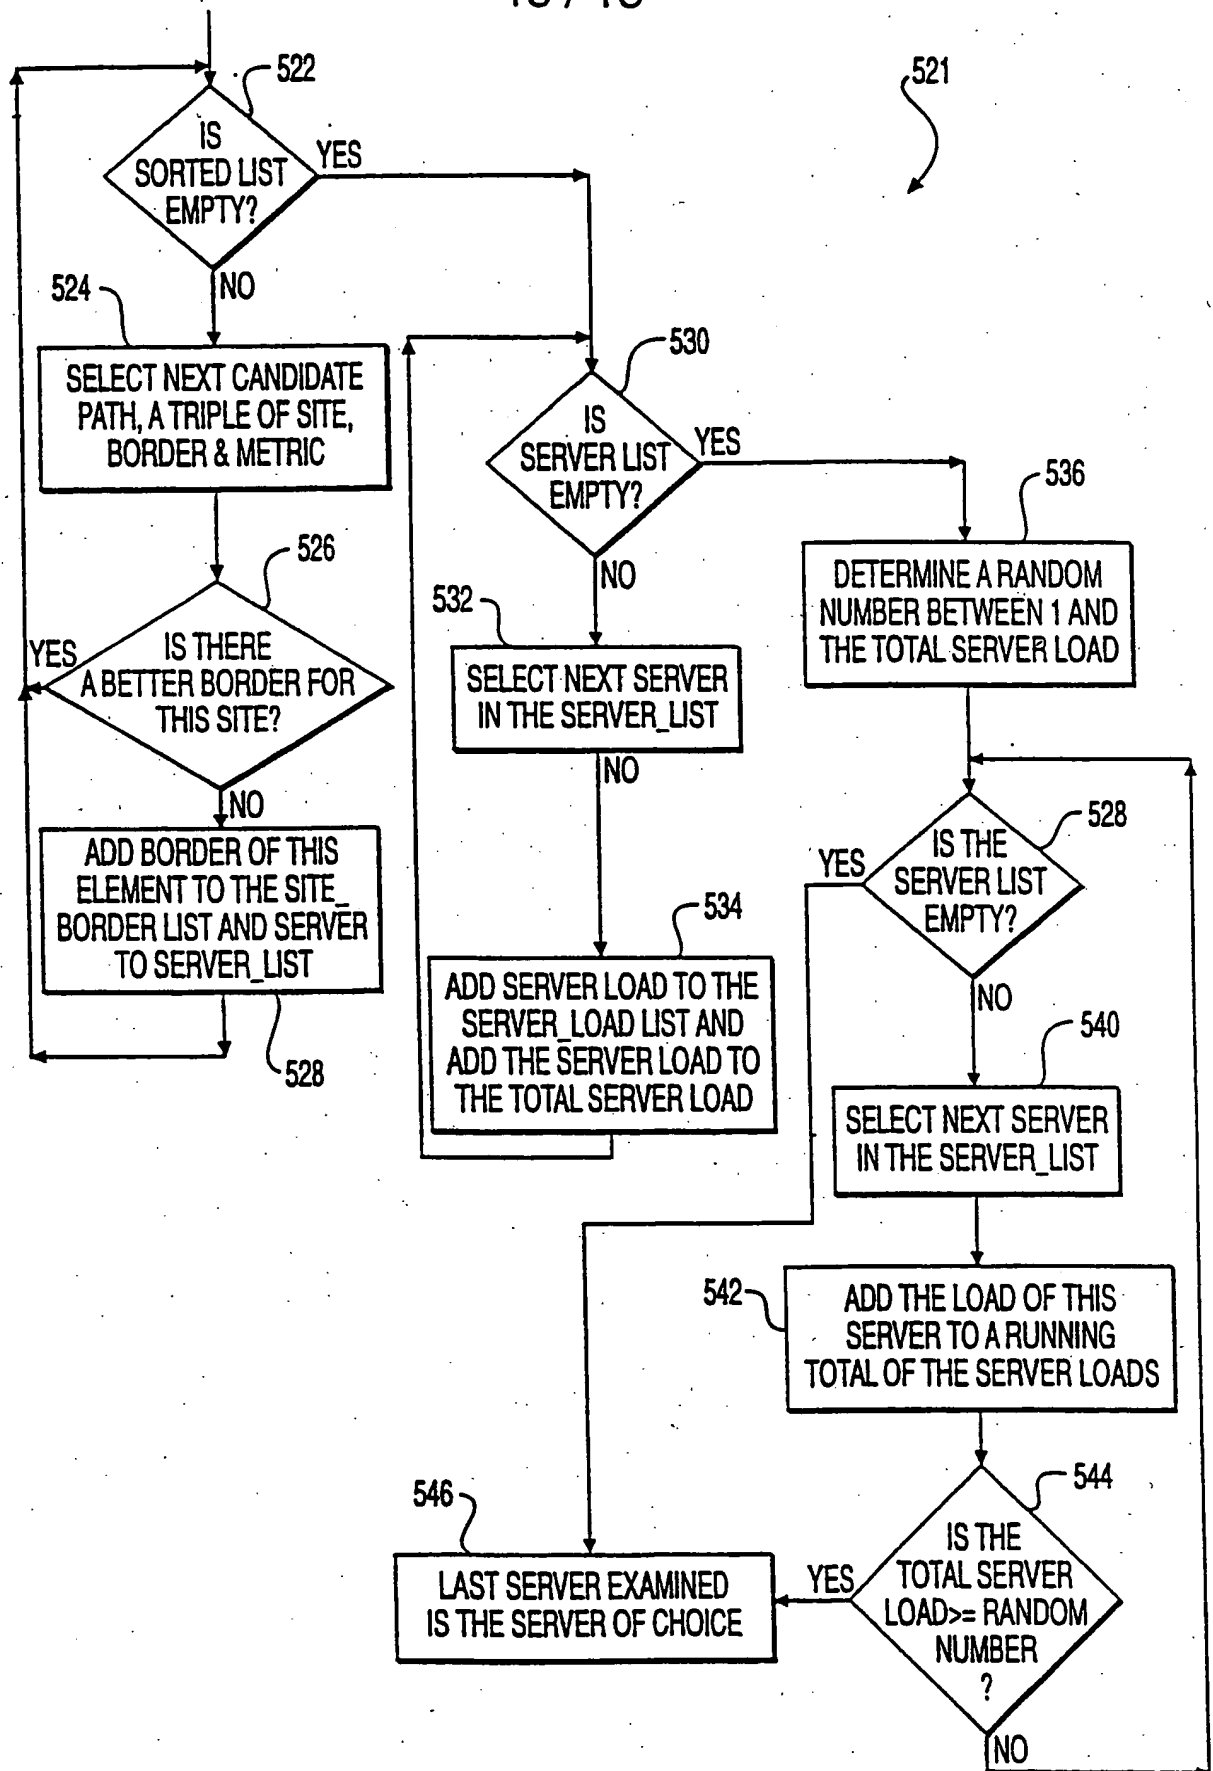 522
521
IS
SORTED LIST
EMPTY?
YES
NO
524
SELECT NEXT CANDIDATE
PATH, A TRIPLE OF SITE,
BORDER & METRIC
526
IS THERE
A BETTER BORDER FOR
THIS SITE?
YES
NO
ADD BORDER OF THIS
ELEMENT TO THE SITE_
BORDER LIST AND SERVER
TO SERVER_LIST
528
530
IS
SERVER LIST
EMPTY?
YES
NO
532
SELECT NEXT SERVER
IN THE SERVER_LIST
NO
534
ADD SERVER LOAD TO THE
SERVER_LOAD LIST AND
ADD THE SERVER LOAD TO
THE TOTAL SERVER LOAD
536
DETERMINE A RANDOM
NUMBER BETWEEN 1 AND
THE TOTAL SERVER LOAD
528
IS THE
SERVER LIST
EMPTY?
YES
NO
540
SELECT NEXT SERVER
IN THE SERVER_LIST
542
ADD THE LOAD OF THIS
SERVER TO A RUNNING
TOTAL OF THE SERVER LOADS
544
IS THE
TOTAL SERVER
LOAD>= RANDOM
NUMBER
?
YES
NO
546
LAST SERVER EXAMINED
IS THE SERVER OF CHOICE